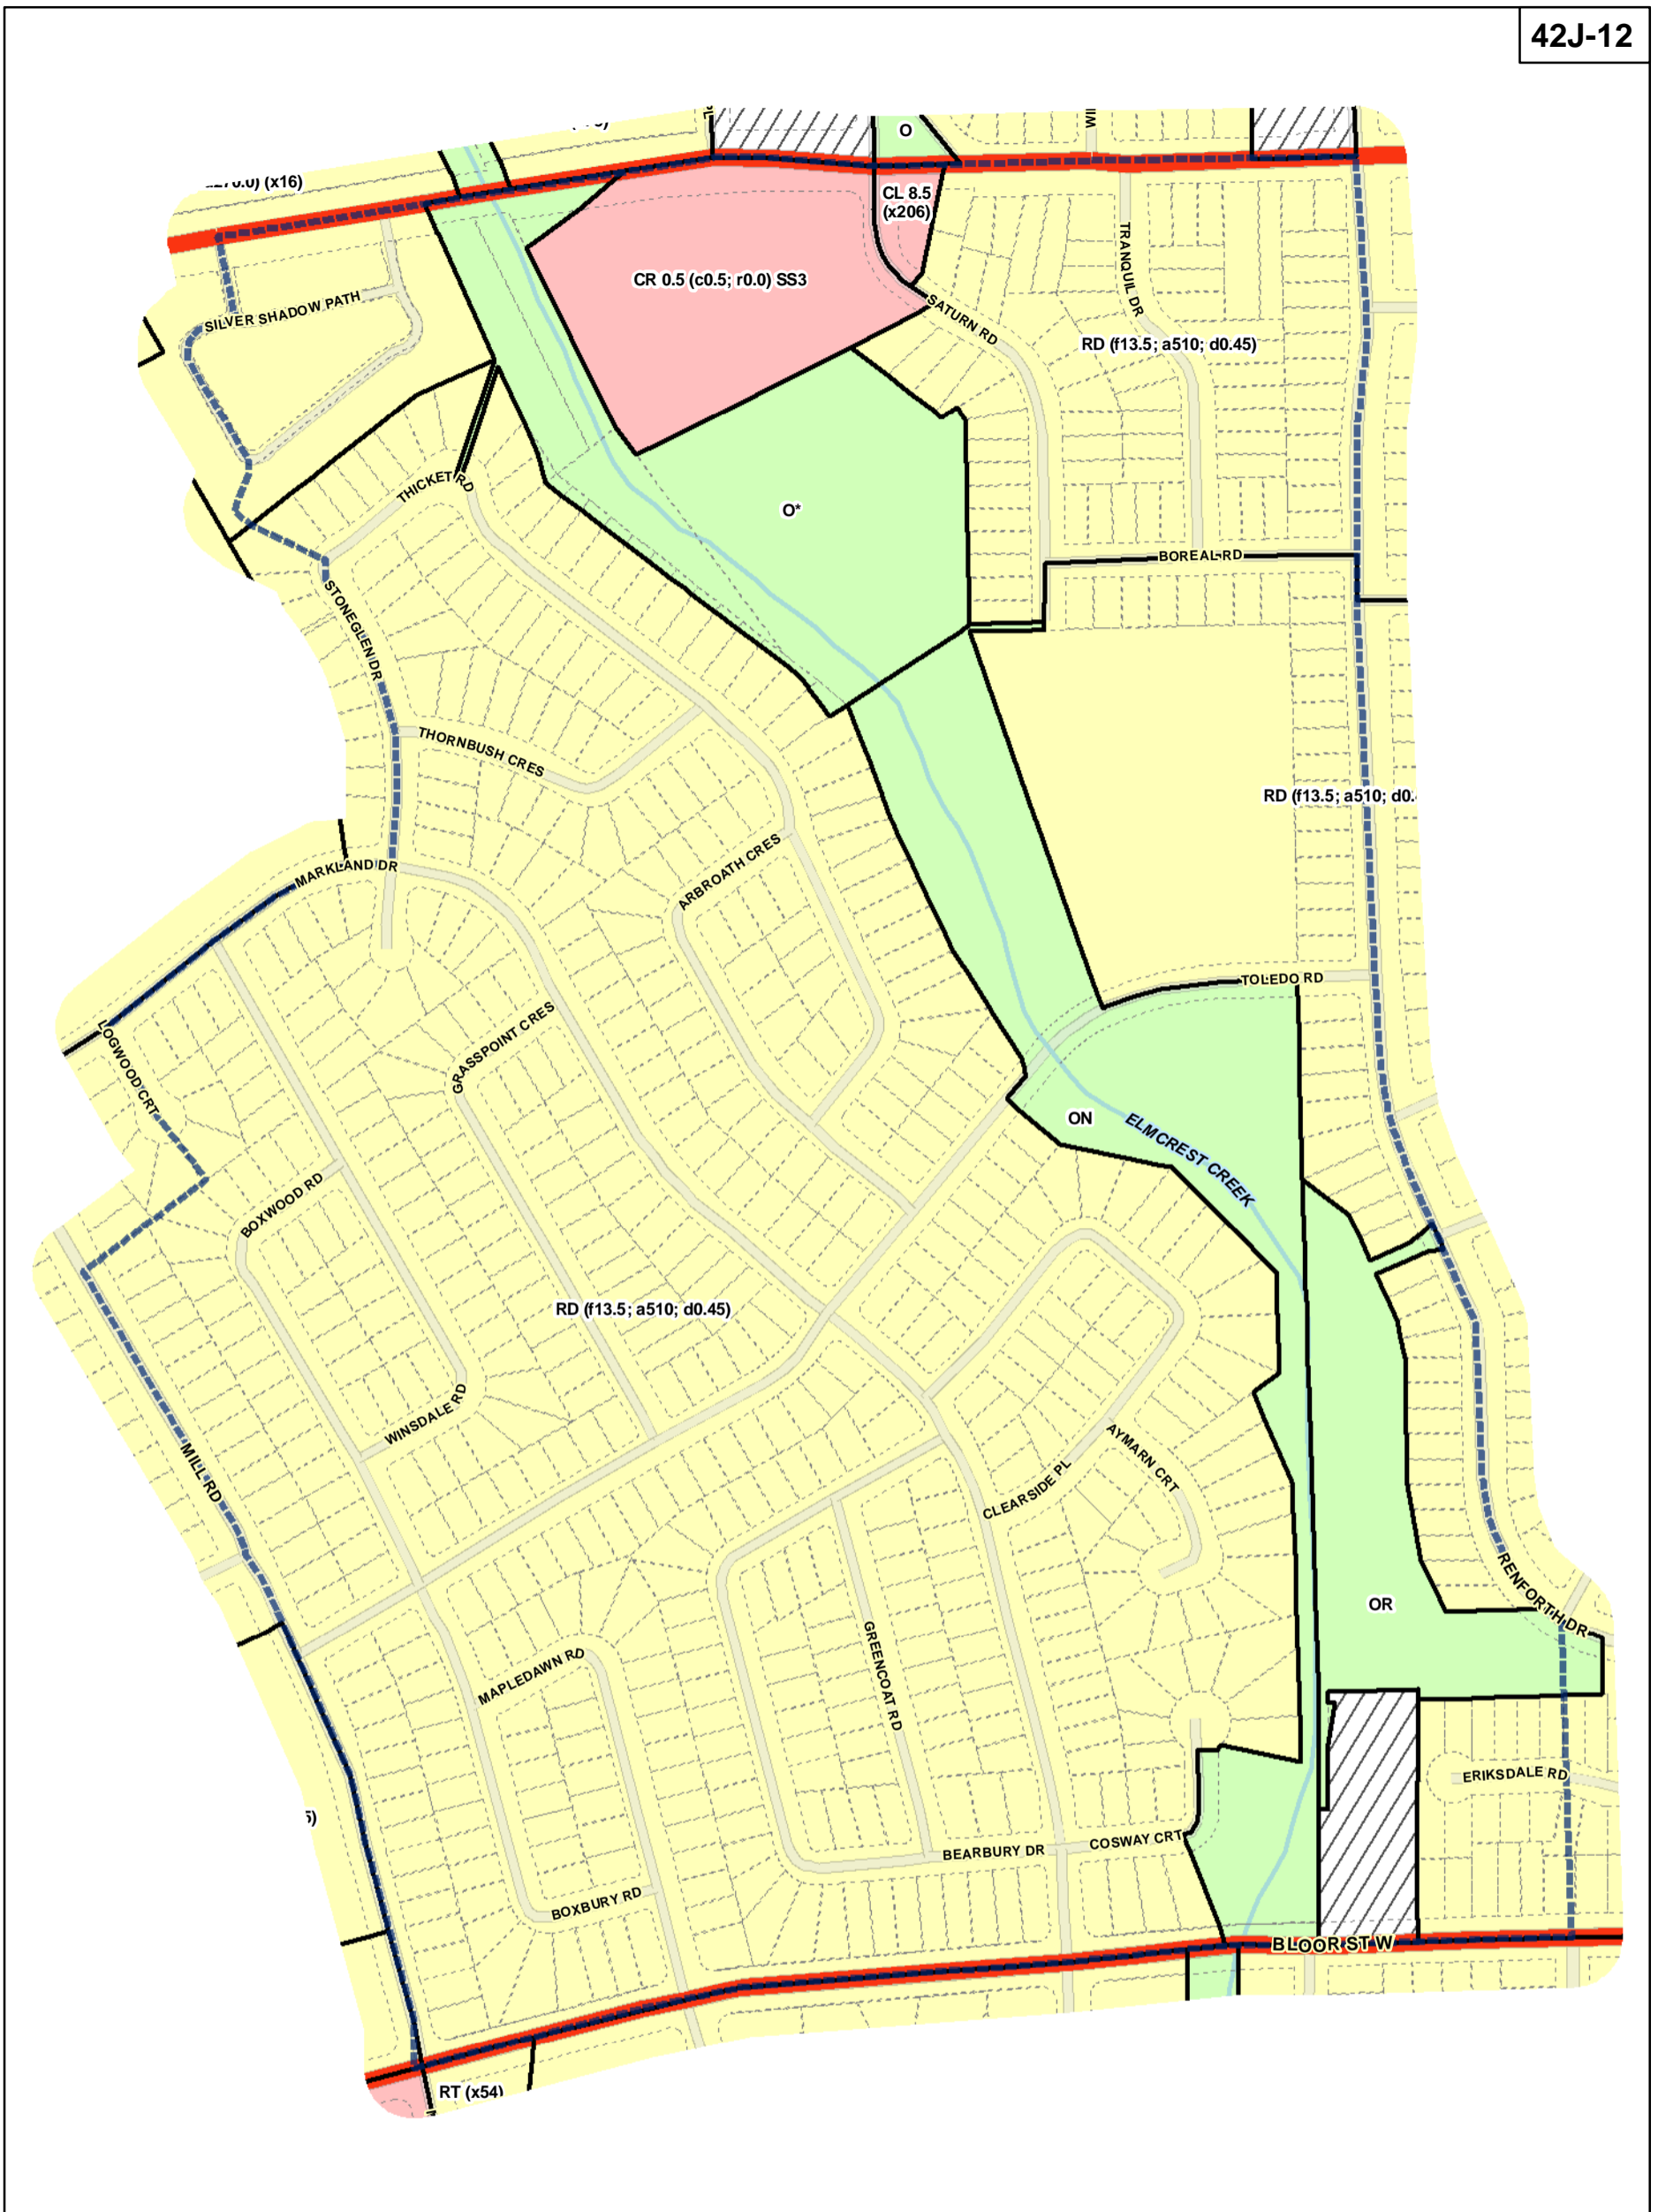 42J-12
O
(x16)
CL 8.5
(x206)
CR 0.5 (c0.5; r0.0) SS3
TRANQUIL DR
SILVER SHADOW PATH
SATURN RD
RD (f13.5; a510; d0.45)
THICKET RD
O*
BOREAL RD
STONEGLEN DR
THORNBUSH CRES
RD (f13.5; a510; d0.
MARKLAND DR
ARBROATH CRES
TOLEDO RD
GRASSPOINT CRES
LOGWOOD CRT
ON
ELMCREST CREEK
BOXWOOD RD
RD (f13.5; a510; d0.45)
WINSDALE RD
MILL RD
AYMARN CRT
CLEARSIDE PL
RENFORTH DR
OR
GREENCOAT RD
MAPLEDAWN RD
ERIKSDALE RD
BEARBURY DR
COSWAY CRT
BOXBURY RD
BLOOR ST W
RT (x54)